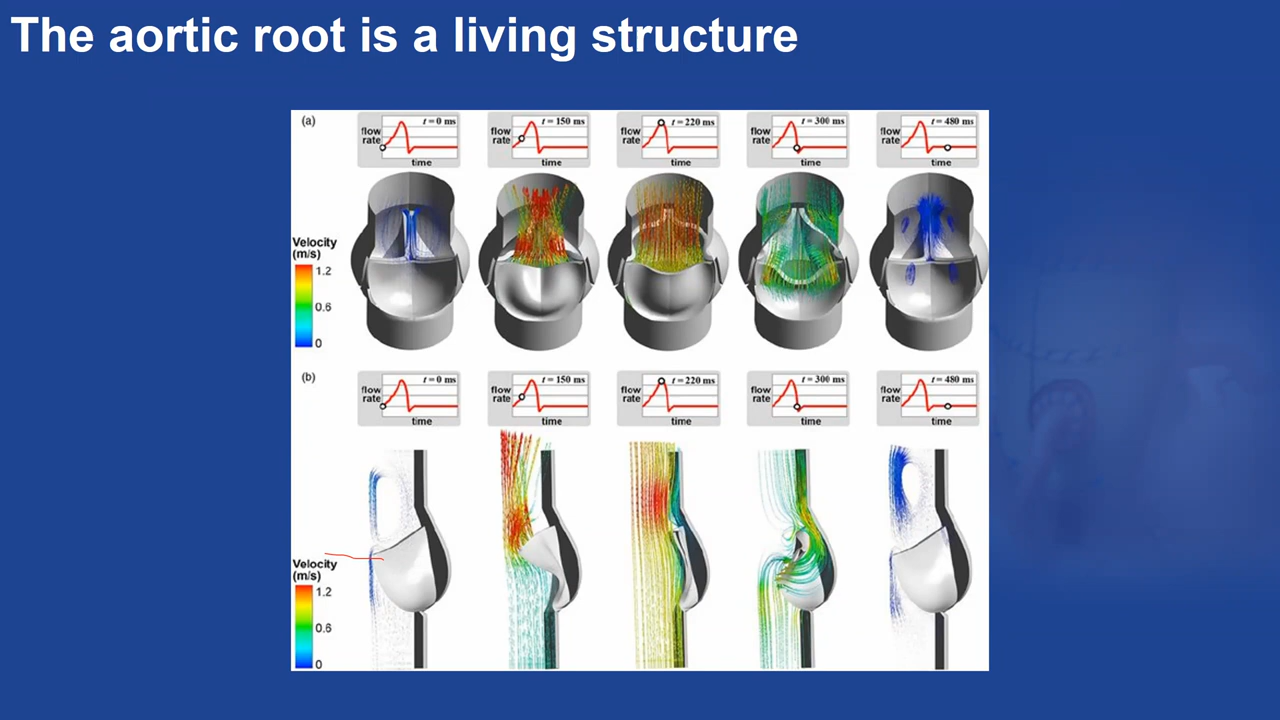 The aortic root is a living structure
(a)
flow rate
t = 0 ms
time
flow rate
t = 150 ms
time
flow rate
t = 220 ms
time
flow rate
t = 300 ms
time
flow rate
t = 480 ms
time
Velocity
(m/s)
1.2
0.6
0
(b)
flow rate
t = 0 ms
time
flow rate
t = 150 ms
time
flow rate
t = 220 ms
time
flow rate
t = 300 ms
time
flow rate
t = 480 ms
time
Velocity
(m/s)
1.2
0.6
0